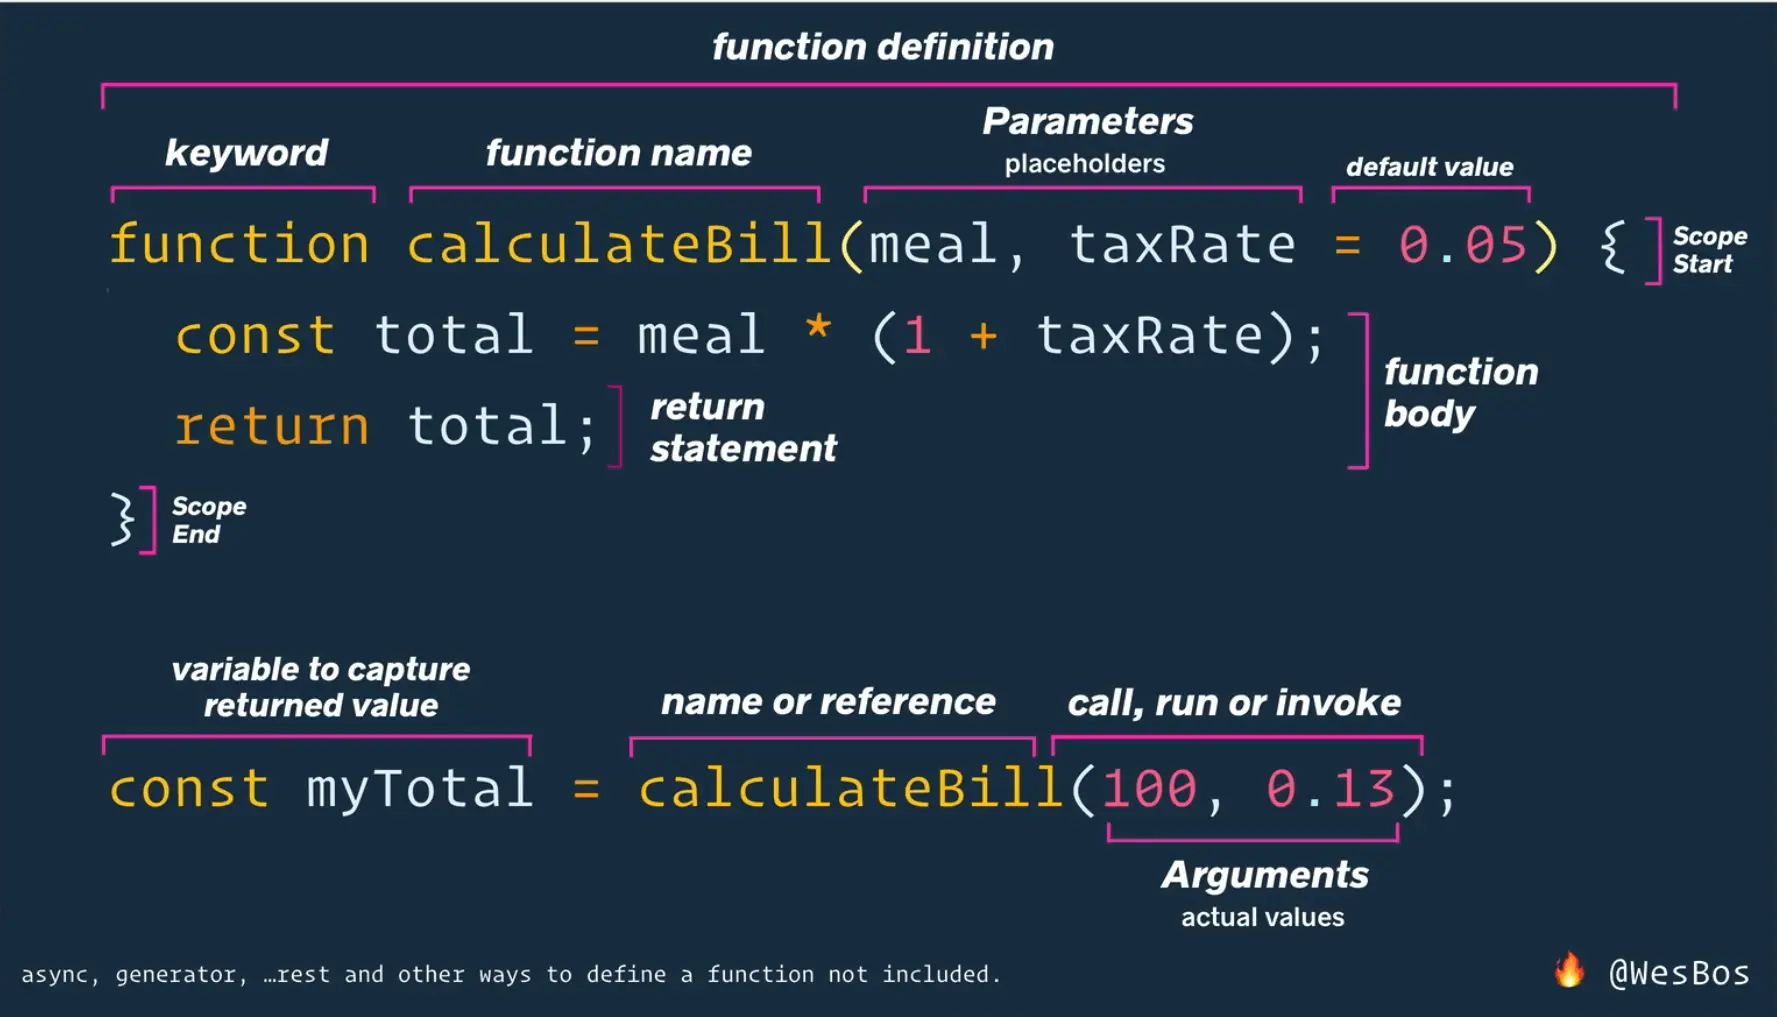 function definition
keyword
function name
Parameters
placeholders
default value
function calculateBill(meal, taxRate = 0.05) {
Scope
Start
const total = meal * (1 + taxRate);
function
body
return total;
return
statement
}
Scope
End
variable to capture
returned value
name or reference
call, run or invoke
const myTotal = calculateBill(100, 0.13);
Arguments
actual values
async, generator, …rest and other ways to define a function not included.
🔥 @WesBos